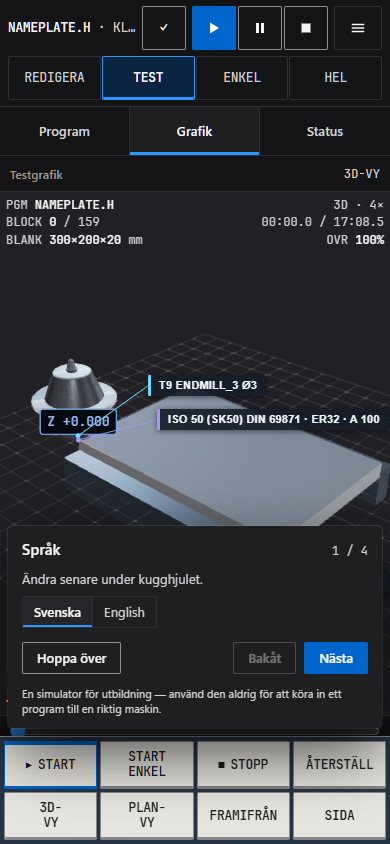 NAMEPLATE.H · KL…
REDIGERA TEST ENKEL HEL
Program Grafik Status
Testgrafik 3D-VY
PGM NAMEPLATE.H 3D · 4×
BLOCK 0 / 159 00:00.0 / 17:08.5
BLANK 300×200×20 mm OVR 100%
T9 ENDMILL_3 Ø3
Z +0.000
ISO 50 (SK50) DIN 69871 · ER32 · A 100
Språk 1 / 4
Ändra senare under kugghjulet.
Svenska English
Hoppa över Bakåt Nästa
En simulator för utbildning — använd den aldrig för att köra in ett
program till en riktig maskin.
▶ START START ENKEL ■ STOPP ÅTERSTÄLL
3D-VY PLAN-VY FRAMIFRÅN SIDA